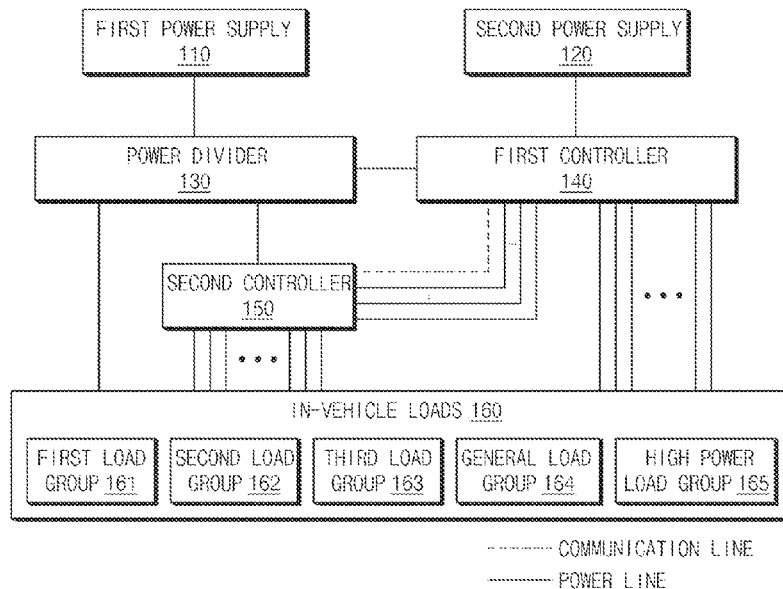 FIRST POWER SUPPLY
110
SECOND POWER SUPPLY
120
POWER DIVIDER
130
FIRST CONTROLLER
140
SECOND CONTROLLER
150
IN-VEHICLE LOADS 160
FIRST LOAD
GROUP 161
SECOND LOAD
GROUP 162
THIRD LOAD
GROUP 163
GENERAL LOAD
GROUP 164
HIGH POWER
LOAD GROUP 165
COMMUNICATION LINE
POWER LINE